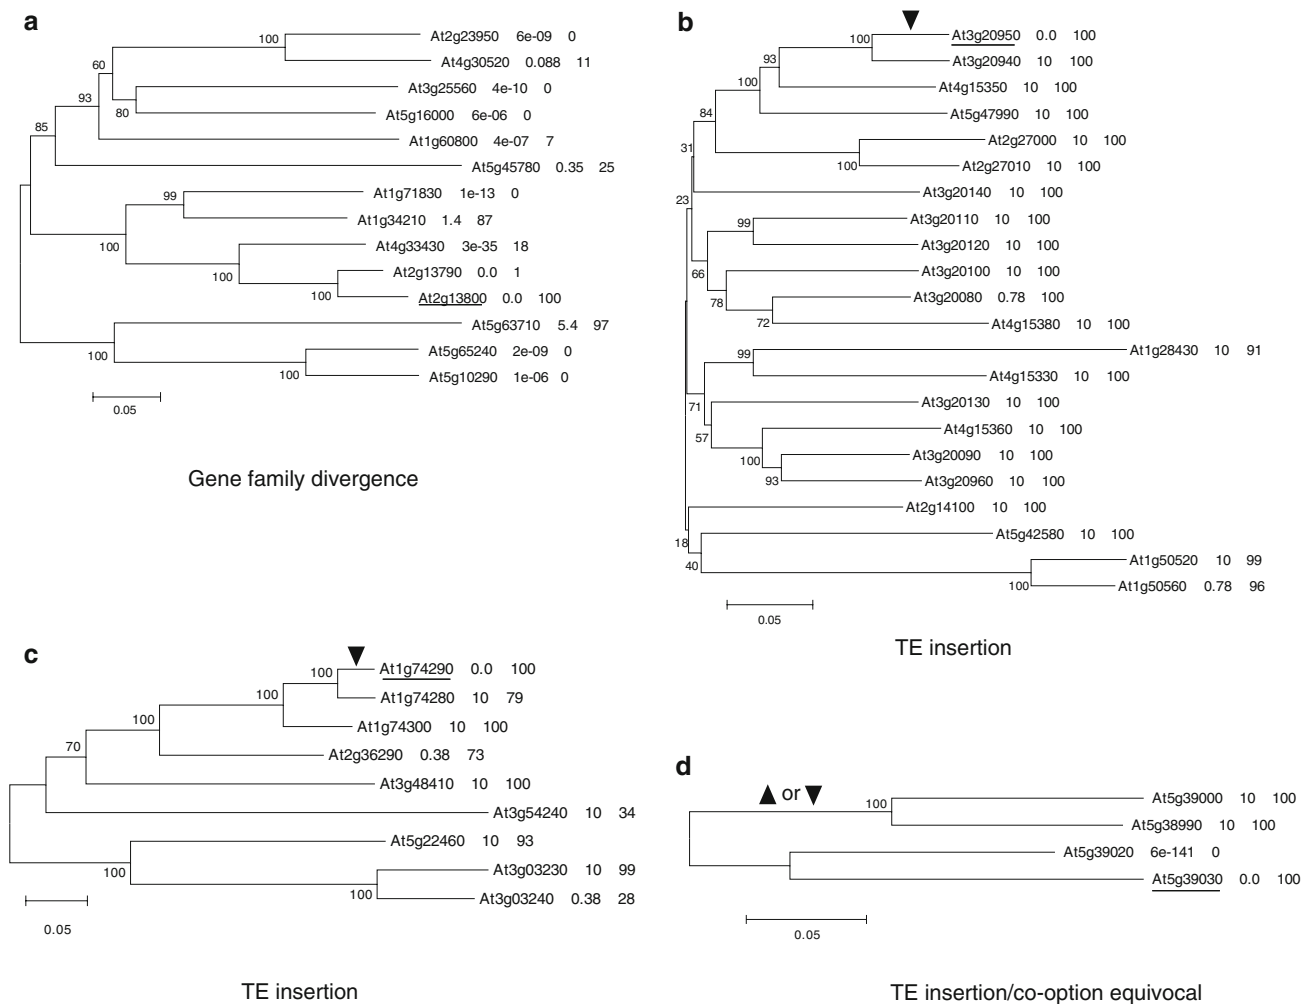 a
100
At2g23950 6e-09 0
At4g30520 0.088 11
60
At3g25560 4e-10 0
80
At5g16000 6e-06 0
93
At1g60800 4e-07 7
85
At5g45780 0.35 25
99
At1g71830 1e-13 0
At1g34210 1.4 87
100
At4g33430 3e-35 18
100
At2g13790 0.0 1
100
At2g13800 0.0 100
At5g63710 5.4 97
100
At5g65240 2e-09 0
100
At5g10290 1e-06 0
0.05
Gene family divergence
b
100
At3g20950 0.0 100
93
At3g20940 10 100
100
At4g15350 10 100
84
At5g47990 10 100
31
At2g27000 10 100
100
At2g27010 10 100
23
At3g20140 10 100
99
At3g20110 10 100
At3g20120 10 100
66
At3g20100 10 100
78
At3g20080 0.78 100
72
At4g15380 10 100
99
At1g28430 10 91
At4g15330 10 100
71
At3g20130 10 100
57
At4g15360 10 100
100
At3g20090 10 100
93
At3g20960 10 100
At2g14100 10 100
18
At5g42580 10 100
40
At1g50520 10 99
100
At1g50560 0.78 96
0.05
TE insertion
c
100
At1g74290 0.0 100
100
At1g74280 10 79
100
At1g74300 10 100
70
At2g36290 0.38 73
At3g48410 10 100
At3g54240 10 34
At5g22460 10 93
100
At3g03230 10 99
100
At3g03240 0.38 28
0.05
TE insertion
d
or
100
At5g39000 10 100
At5g38990 10 100
At5g39020 6e-141 0
At5g39030 0.0 100
0.05
TE insertion/co-option equivocal